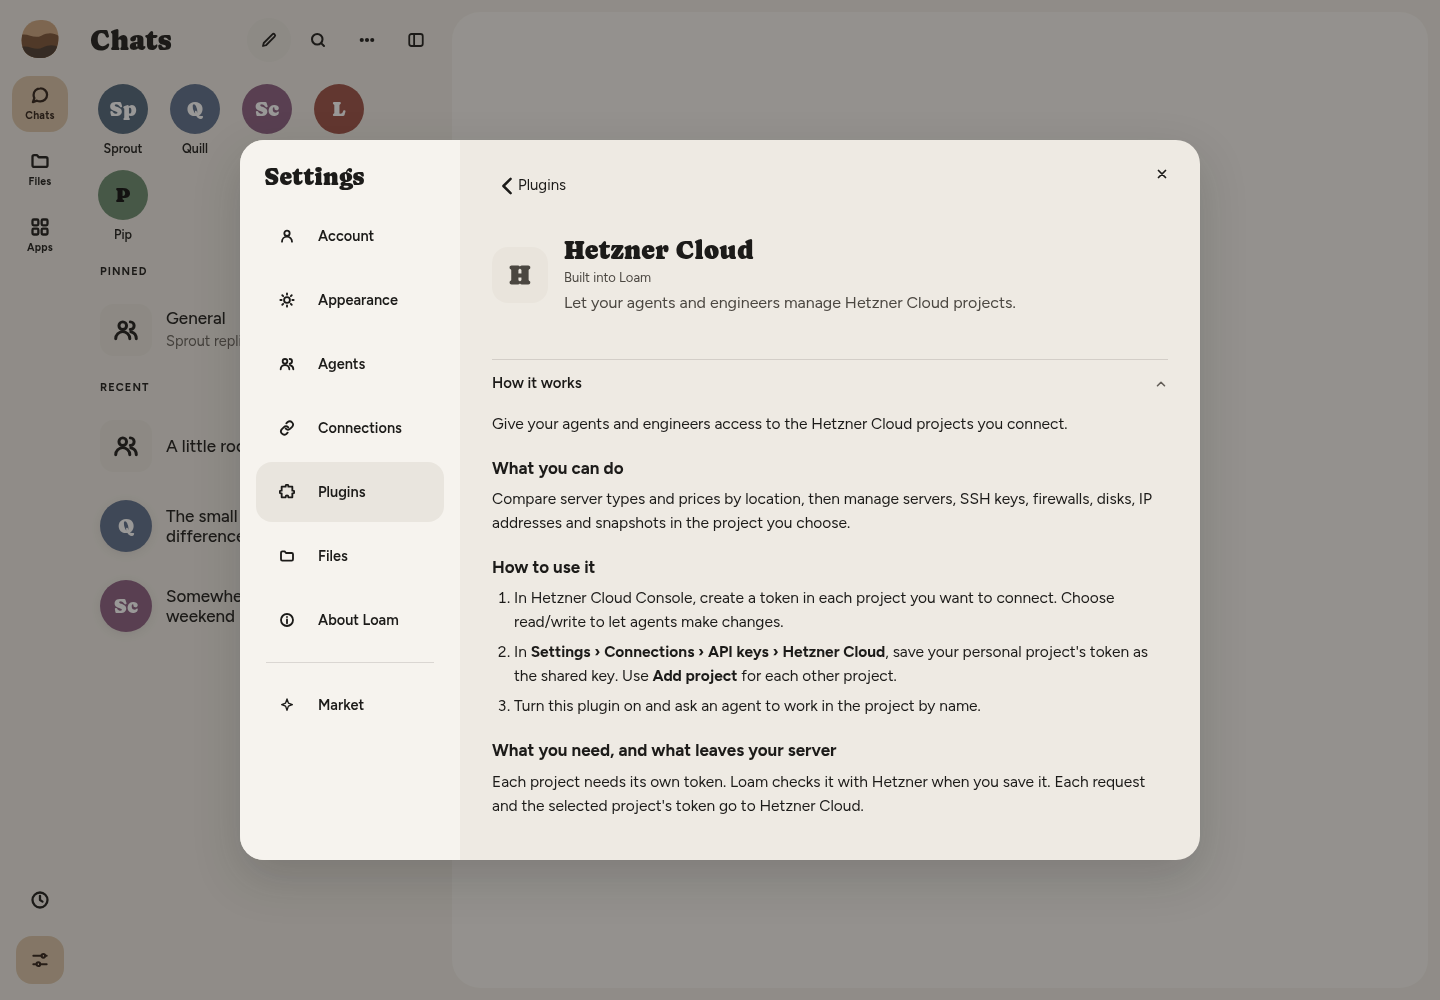 Chats
Chats
Files
Apps
Sp
Q
Sc
L
Sprout
Quill
P
Pip
PINNED
General
Sprout repli
RECENT
A little roo
Q
The small
difference
Sc
Somewhe
weekend
Settings
Account
Appearance
Agents
Connections
Plugins
Files
About Loam
Market
Plugins
H
Hetzner Cloud
Built into Loam
Let your agents and engineers manage Hetzner Cloud projects.
How it works
Give your agents and engineers access to the Hetzner Cloud projects you connect.
What you can do
Compare server types and prices by location, then manage servers, SSH keys, firewalls, disks, IP
addresses and snapshots in the project you choose.
How to use it
1. In Hetzner Cloud Console, create a token in each project you want to connect. Choose
read/write to let agents make changes.
2. In Settings › Connections › API keys › Hetzner Cloud, save your personal project's token as
the shared key. Use Add project for each other project.
3. Turn this plugin on and ask an agent to work in the project by name.
What you need, and what leaves your server
Each project needs its own token. Loam checks it with Hetzner when you save it. Each request
and the selected project's token go to Hetzner Cloud.